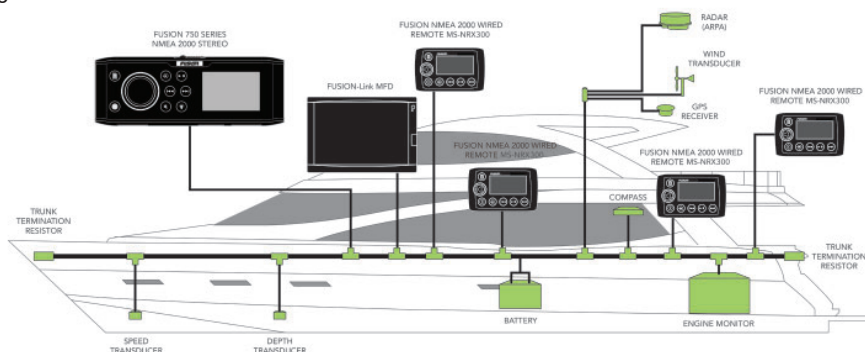 FUSION 750 SERIES
NMEA 2000 STEREO
FUSION
FUSION-Link MFD
FUSION NMEA 2000 WIRED
REMOTE MS-NRX300
RADAR
(ARPA)
WIND
TRANSDUCER
GPS
RECEIVER
FUSION NMEA 2000 WIRED
REMOTE MS-NRX300
FUSION NMEA 2000 WIRED
REMOTE MS-NRX300
FUSION NMEA 2000 WIRED
REMOTE MS-NRX300
COMPASS
TRUNK
TERMINATION
RESISTOR
TRUNK
TERMINATION
RESISTOR
SPEED
TRANSDUCER
DEPTH
TRANSDUCER
BATTERY
ENGINE MONITOR